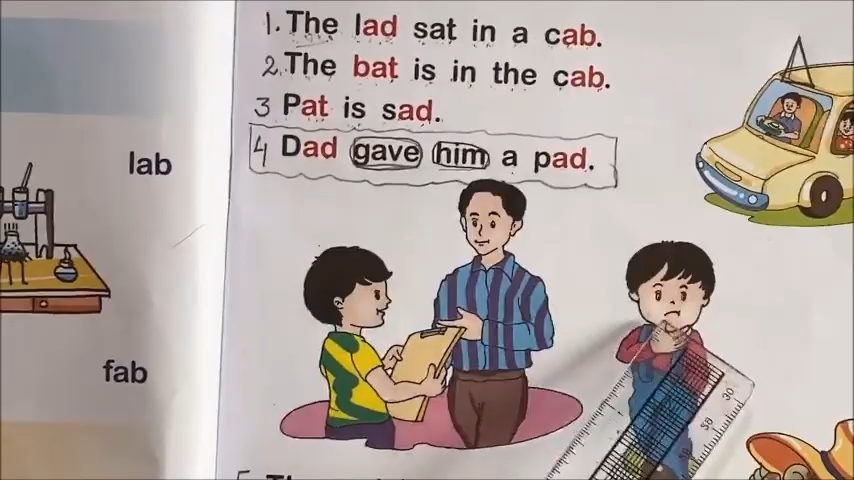 1. The lad sat in a cab.
2. The bat is in the cab.
3 Pat is sad.
4 Dad gave him a pad.
lab
fab
30